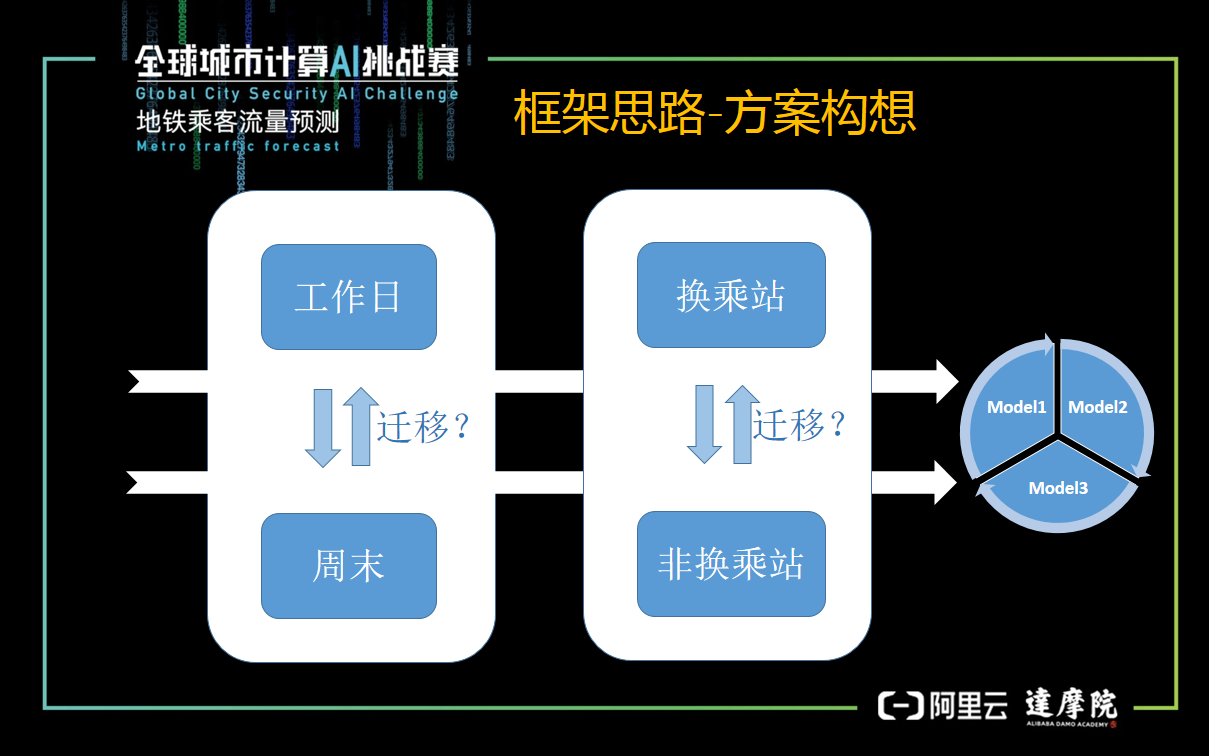 全球城市计算AI挑战赛
Global City Security AI Challenge
地铁乘客流量预测
Metro traffic forecast
框架思路-方案构想
工作日
迁移？
周末
换乘站
迁移？
非换乘站
Model1
Model2
Model3
阿里云
達摩院
ALIBABA DAMO ACADEMY